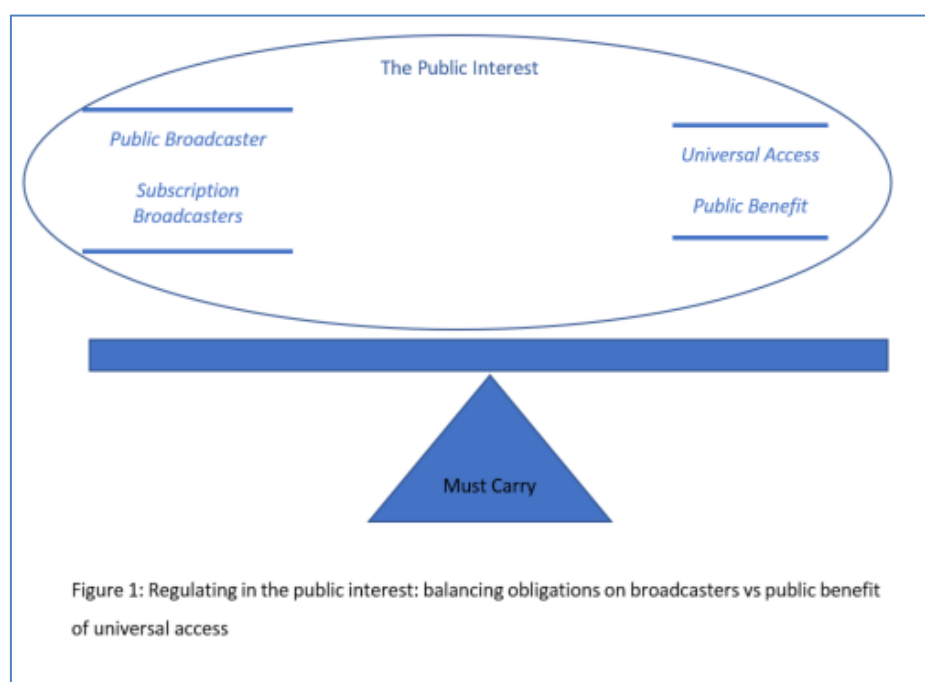 The Public Interest
Public Broadcaster
Subscription
Broadcasters
Universal Access
Public Benefit
Must Carry
Figure 1: Regulating in the public interest: balancing obligations on broadcasters vs public benefit
of universal access